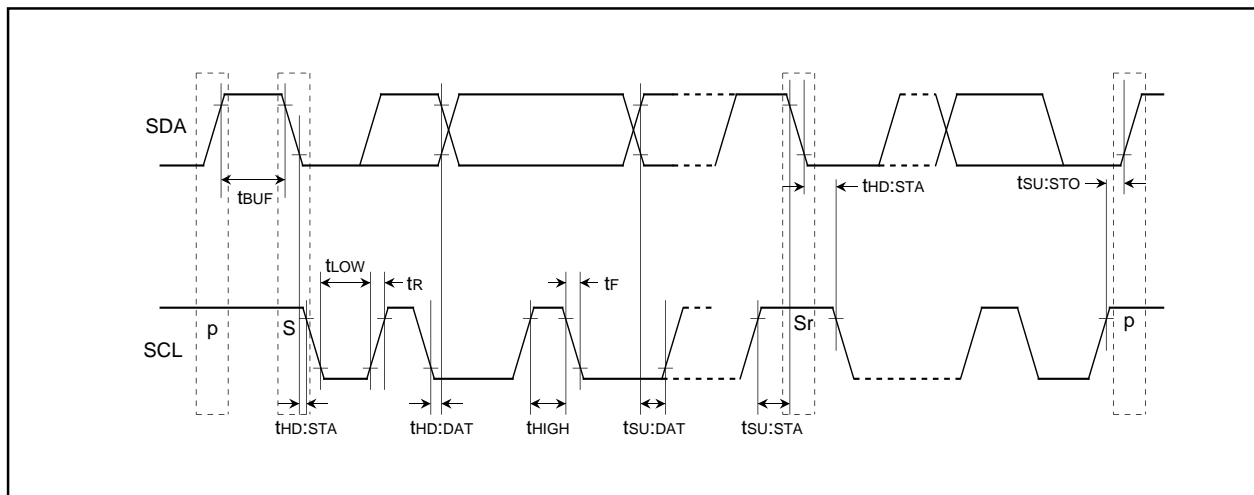 SDA
tBUF
tHD:STA
tSU:STO
tLOW
tR
tF
p
S
Sr
p
SCL
tHD:STA
tHD:DAT
tHIGH
tSU:DAT
tSU:STA